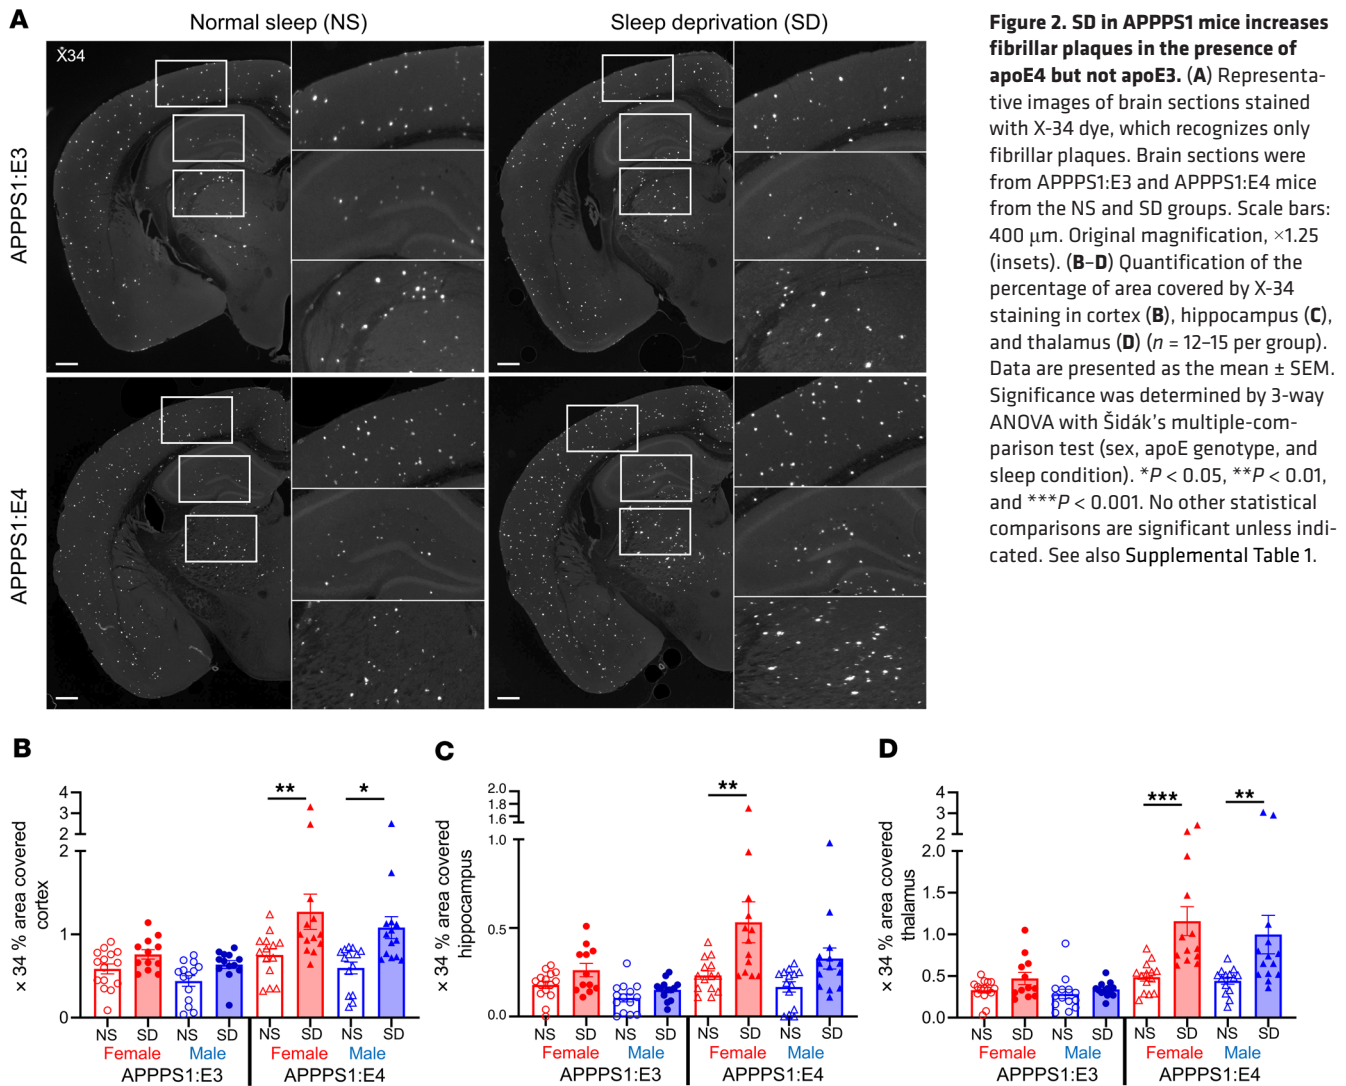 A
Normal sleep (NS)
Sleep deprivation (SD)
X34
APPPS1:E3
APPPS1:E4
Figure 2. SD in APPPS1 mice increases
fibrillar plaques in the presence of
apoE4 but not apoE3. (A) Representa-
tive images of brain sections stained
with X-34 dye, which recognizes only
fibrillar plaques. Brain sections were
from APPPS1:E3 and APPPS1:E4 mice
from the NS and SD groups. Scale bars:
400 μm. Original magnification, ×1.25
(insets). (B–D) Quantification of the
percentage of area covered by X-34
staining in cortex (B), hippocampus (C),
and thalamus (D) (n = 12–15 per group).
Data are presented as the mean ± SEM.
Significance was determined by 3-way
ANOVA with Šidák’s multiple-com-
parison test (sex, apoE genotype, and
sleep condition). *P < 0.05, **P < 0.01,
and ***P < 0.001. No other statistical
comparisons are significant unless indi-
cated. See also Supplemental Table 1.
B
× 34 % area covered
cortex
4
3
2
2
1
0
** *
NS SD NS SD NS SD NS SD
Female Male Female Male
APPPS1:E3 APPPS1:E4
C
× 34 % area covered
hippocampus
2.0
1.8
1.6
1.0
0.5
0.0
**
NS SD NS SD NS SD NS SD
Female Male Female Male
APPPS1:E3 APPPS1:E4
D
× 34 % area covered
thalamus
4
3
2
2.0
1.5
1.0
0.5
0.0
*** **
NS SD NS SD NS SD NS SD
Female Male Female Male
APPPS1:E3 APPPS1:E4